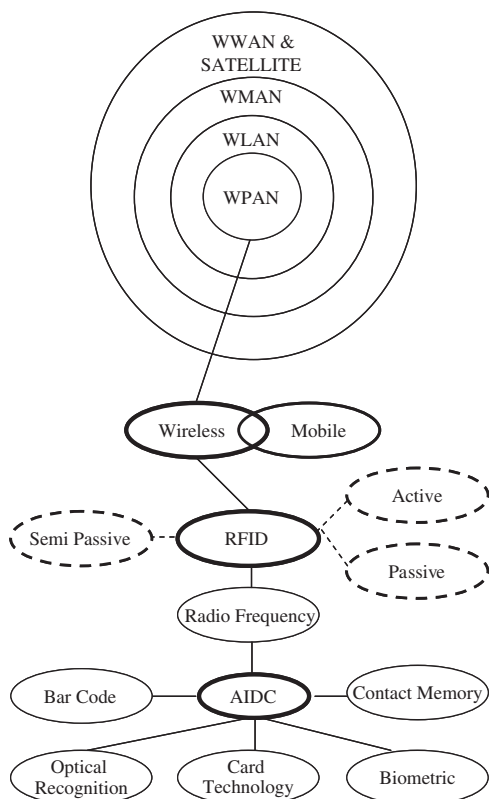 WWAN &
SATELLITE
WMAN
WLAN
WPAN
Wireless
Mobile
Active
Semi Passive
RFID
Passive
Radio Frequency
Bar Code
AIDC
Contact Memory
Optical
Recognition
Card
Technology
Biometric